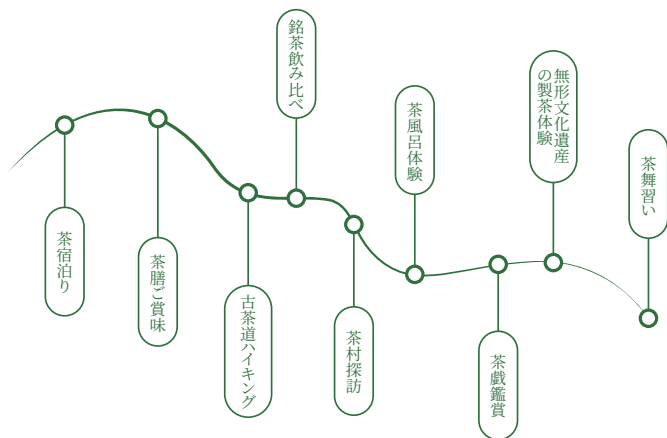 茶宿泊り
茶膳ご賞味
古茶道ハイキング
銘茶飲み比べ
茶村探訪
茶風呂体験
茶戯鑑賞
無形文化遺産
の製茶体験
茶舞習い